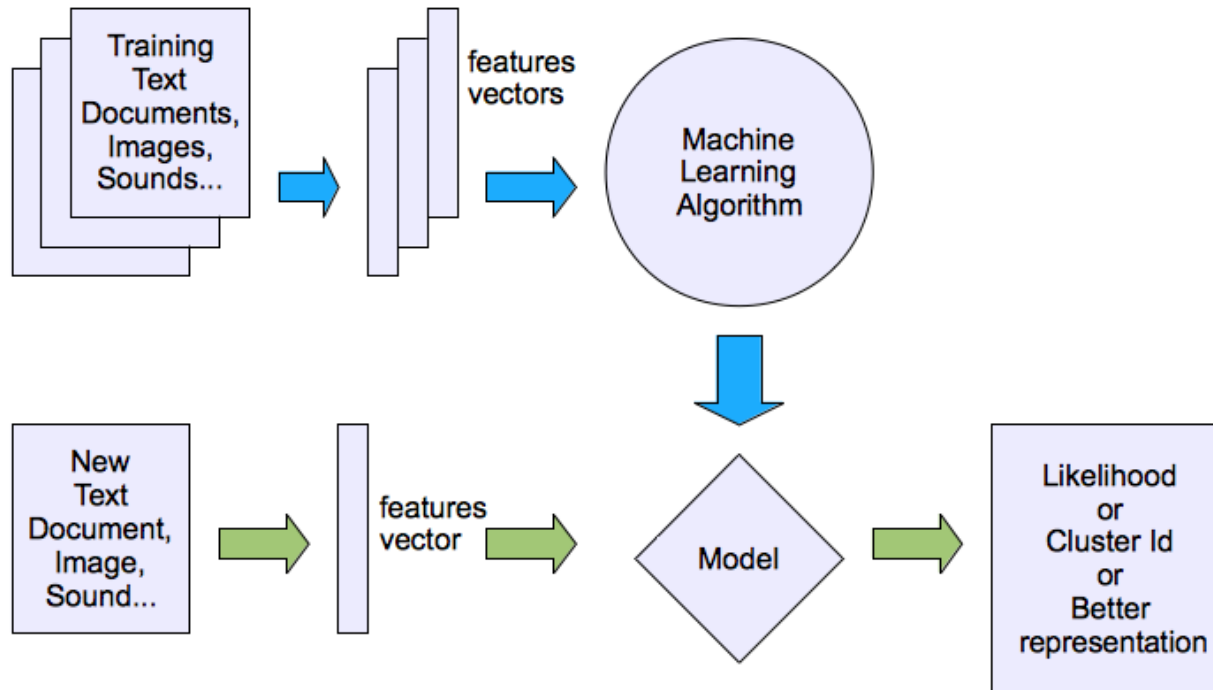 Training
Text
Documents,
Images,
Sounds...
features
vectors
Machine
Learning
Algorithm
New
Text
Document,
Image,
Sound...
features
vector
Model
Likelihood
or
Cluster Id
or
Better
representation